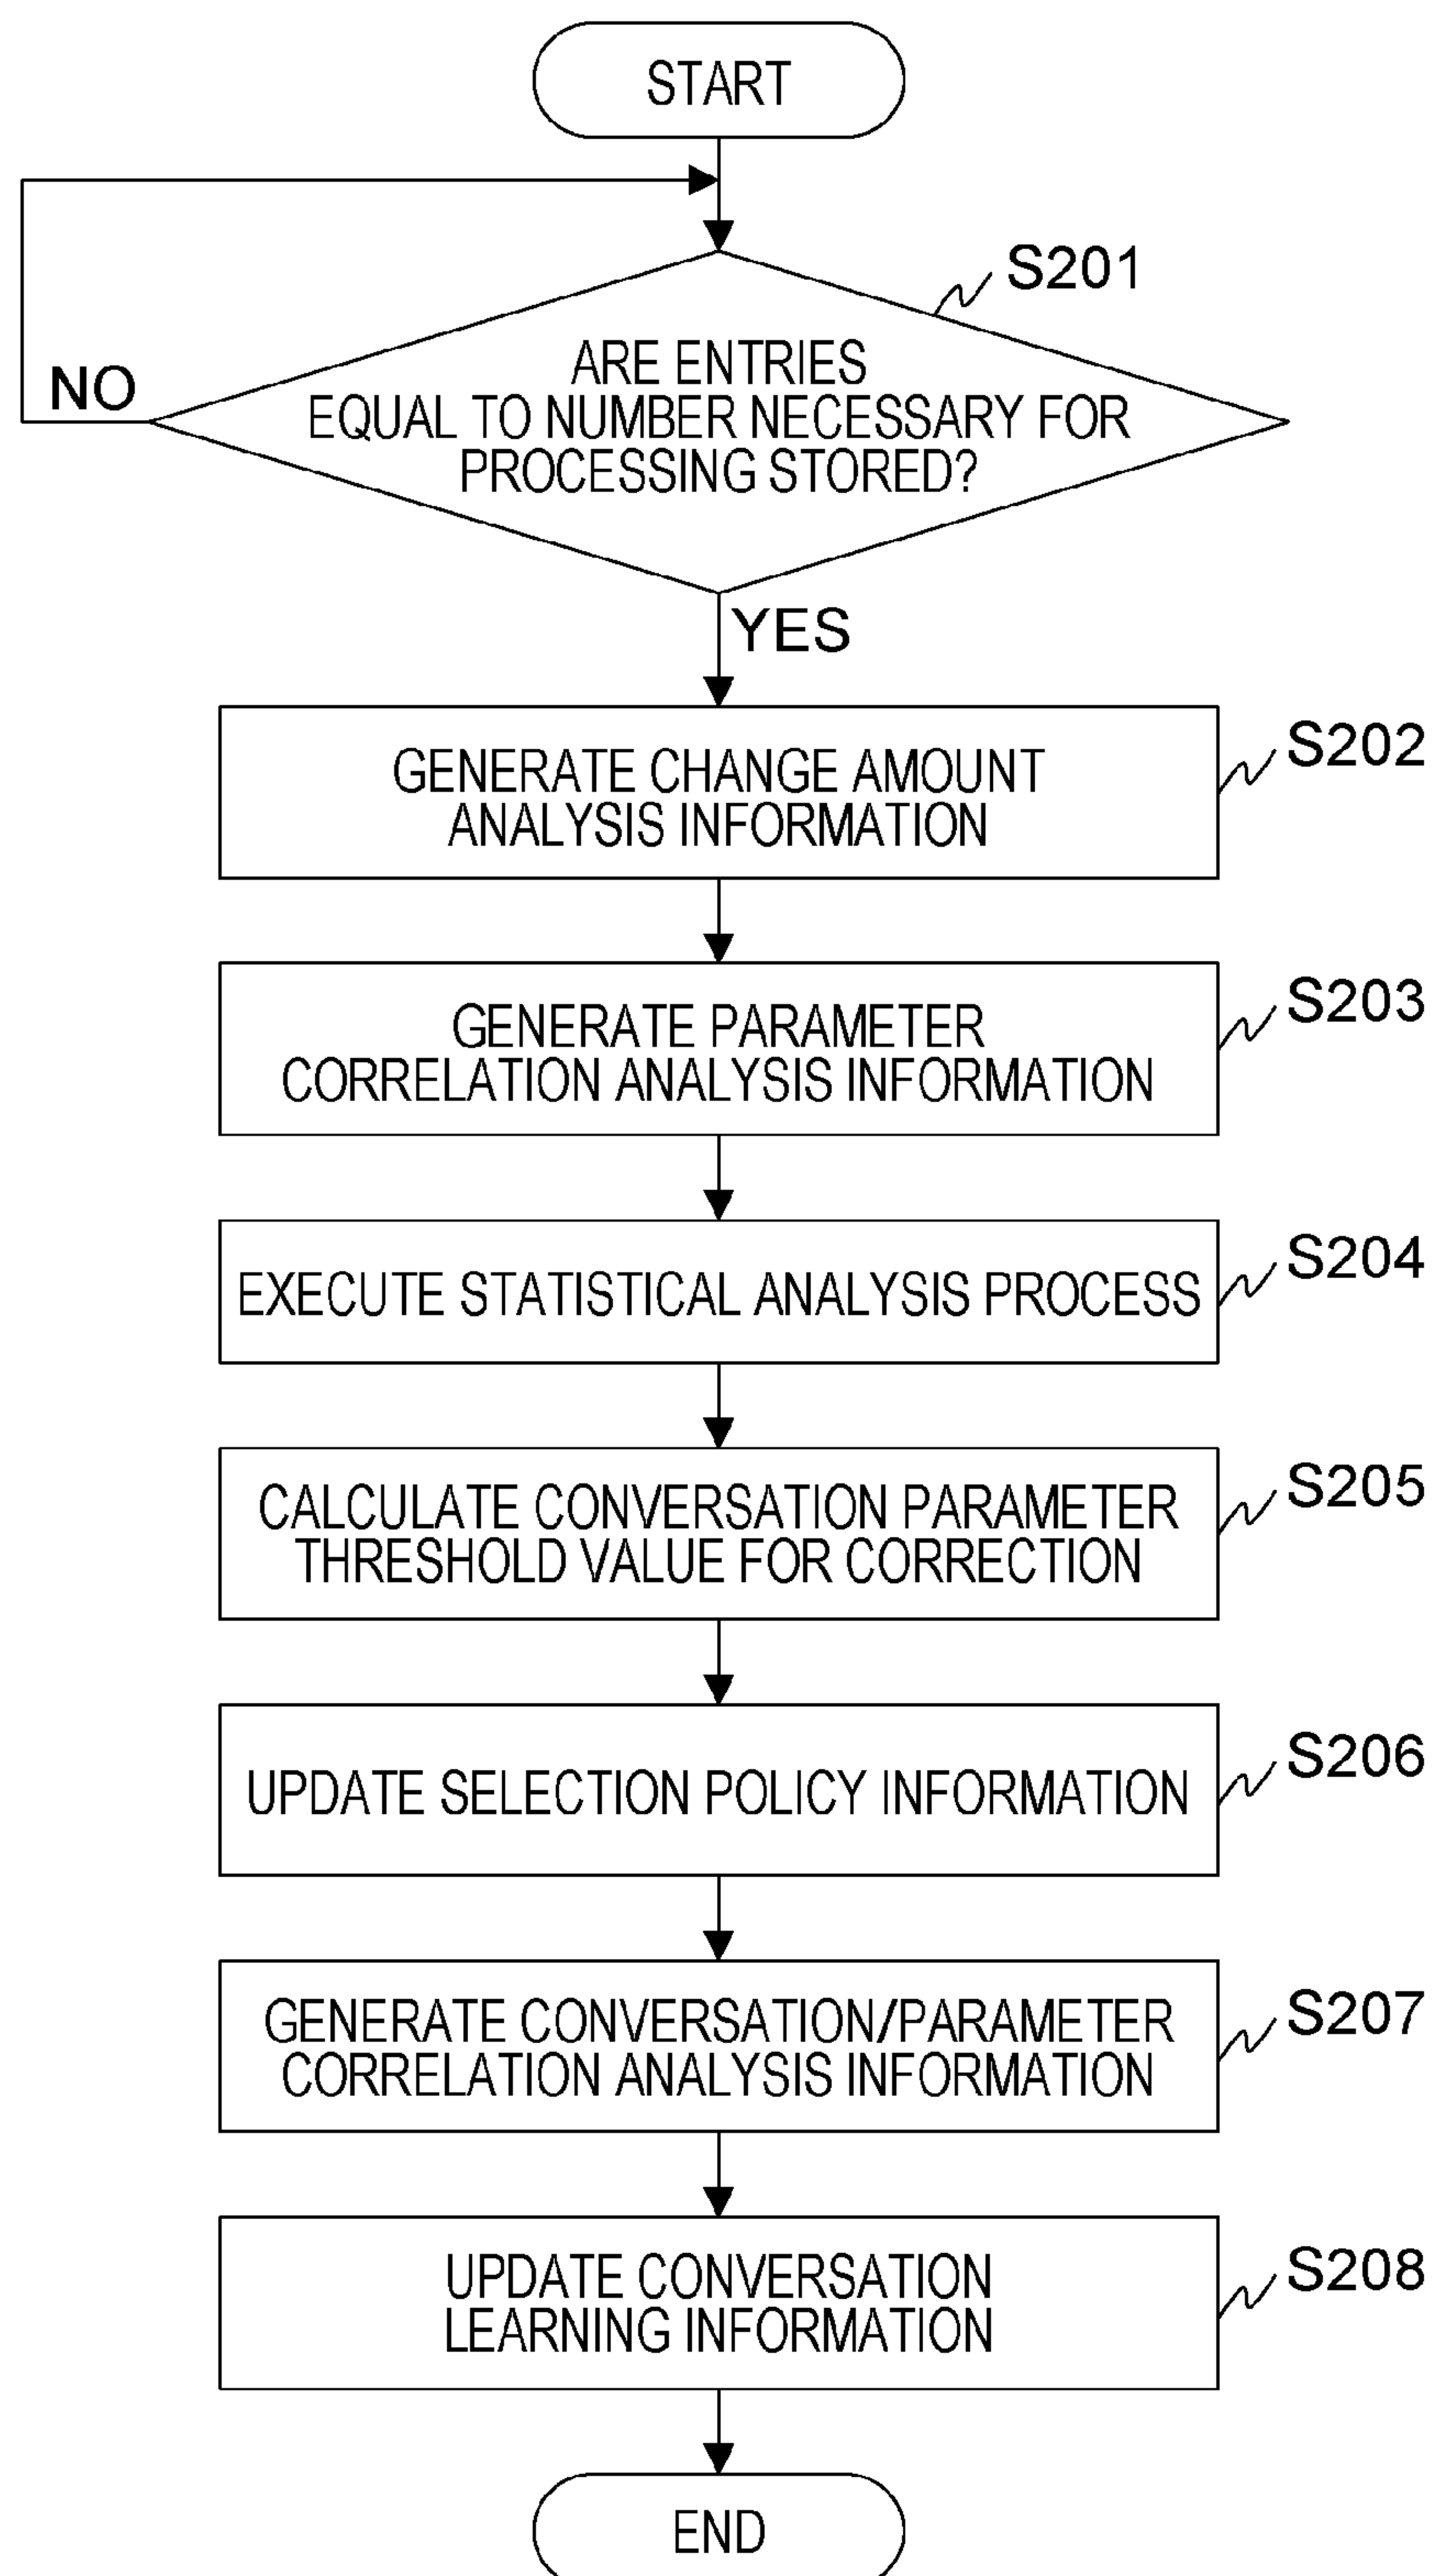 START
S201
ARE ENTRIES
EQUAL TO NUMBER NECESSARY FOR
PROCESSING STORED?
NO
YES
GENERATE CHANGE AMOUNT
ANALYSIS INFORMATION
S202
GENERATE PARAMETER
CORRELATION ANALYSIS INFORMATION
S203
EXECUTE STATISTICAL ANALYSIS PROCESS
S204
CALCULATE CONVERSATION PARAMETER
THRESHOLD VALUE FOR CORRECTION
S205
UPDATE SELECTION POLICY INFORMATION
S206
GENERATE CONVERSATION/PARAMETER
CORRELATION ANALYSIS INFORMATION
S207
UPDATE CONVERSATION
LEARNING INFORMATION
S208
END